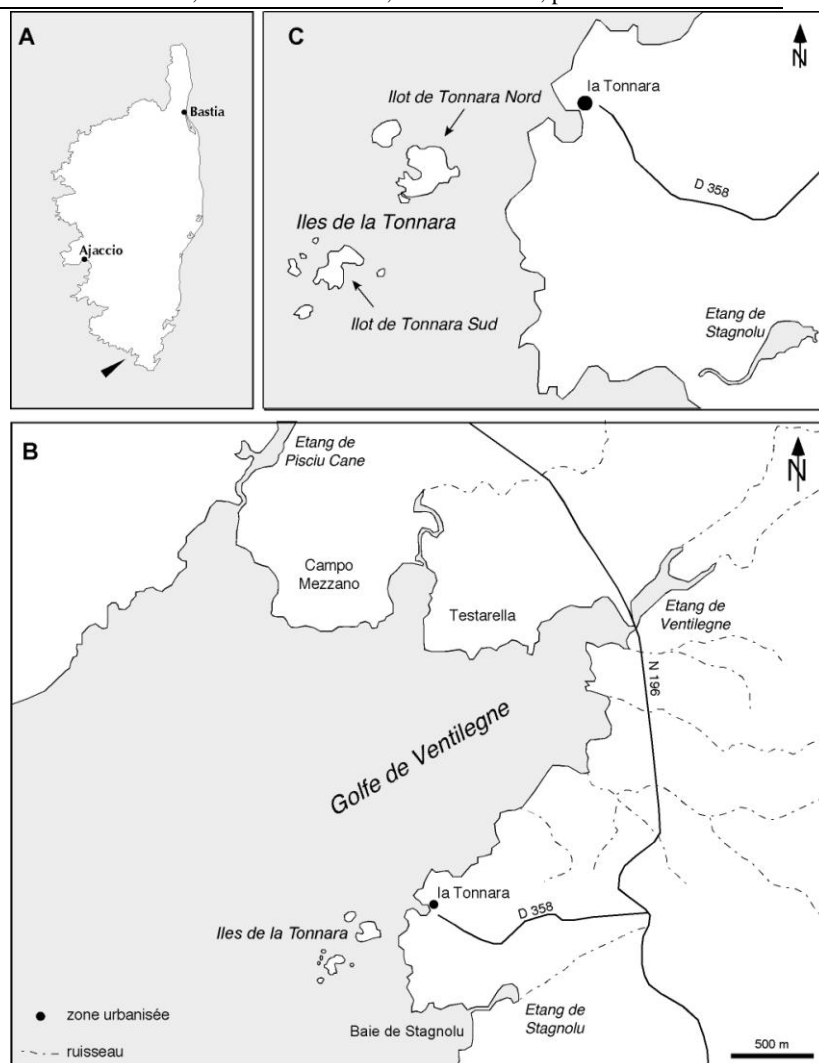 A
Bastia
Ajaccio
C
N
la Tonnara
Ilot de Tonnara Nord
D 358
Iles de la Tonnara
Ilot de Tonnara Sud
Etang de
Stagnolu
B
N
Etang de
Pisciu Cane
Campo
Mezzano
Testarella
Etang de
Ventilegne
N 196
Golfe de Ventilegne
la Tonnara
D 358
Iles de la Tonnara
zone urbanisée
Baie de Stagnolu
Etang de
Stagnolu
ruisseau
500 m